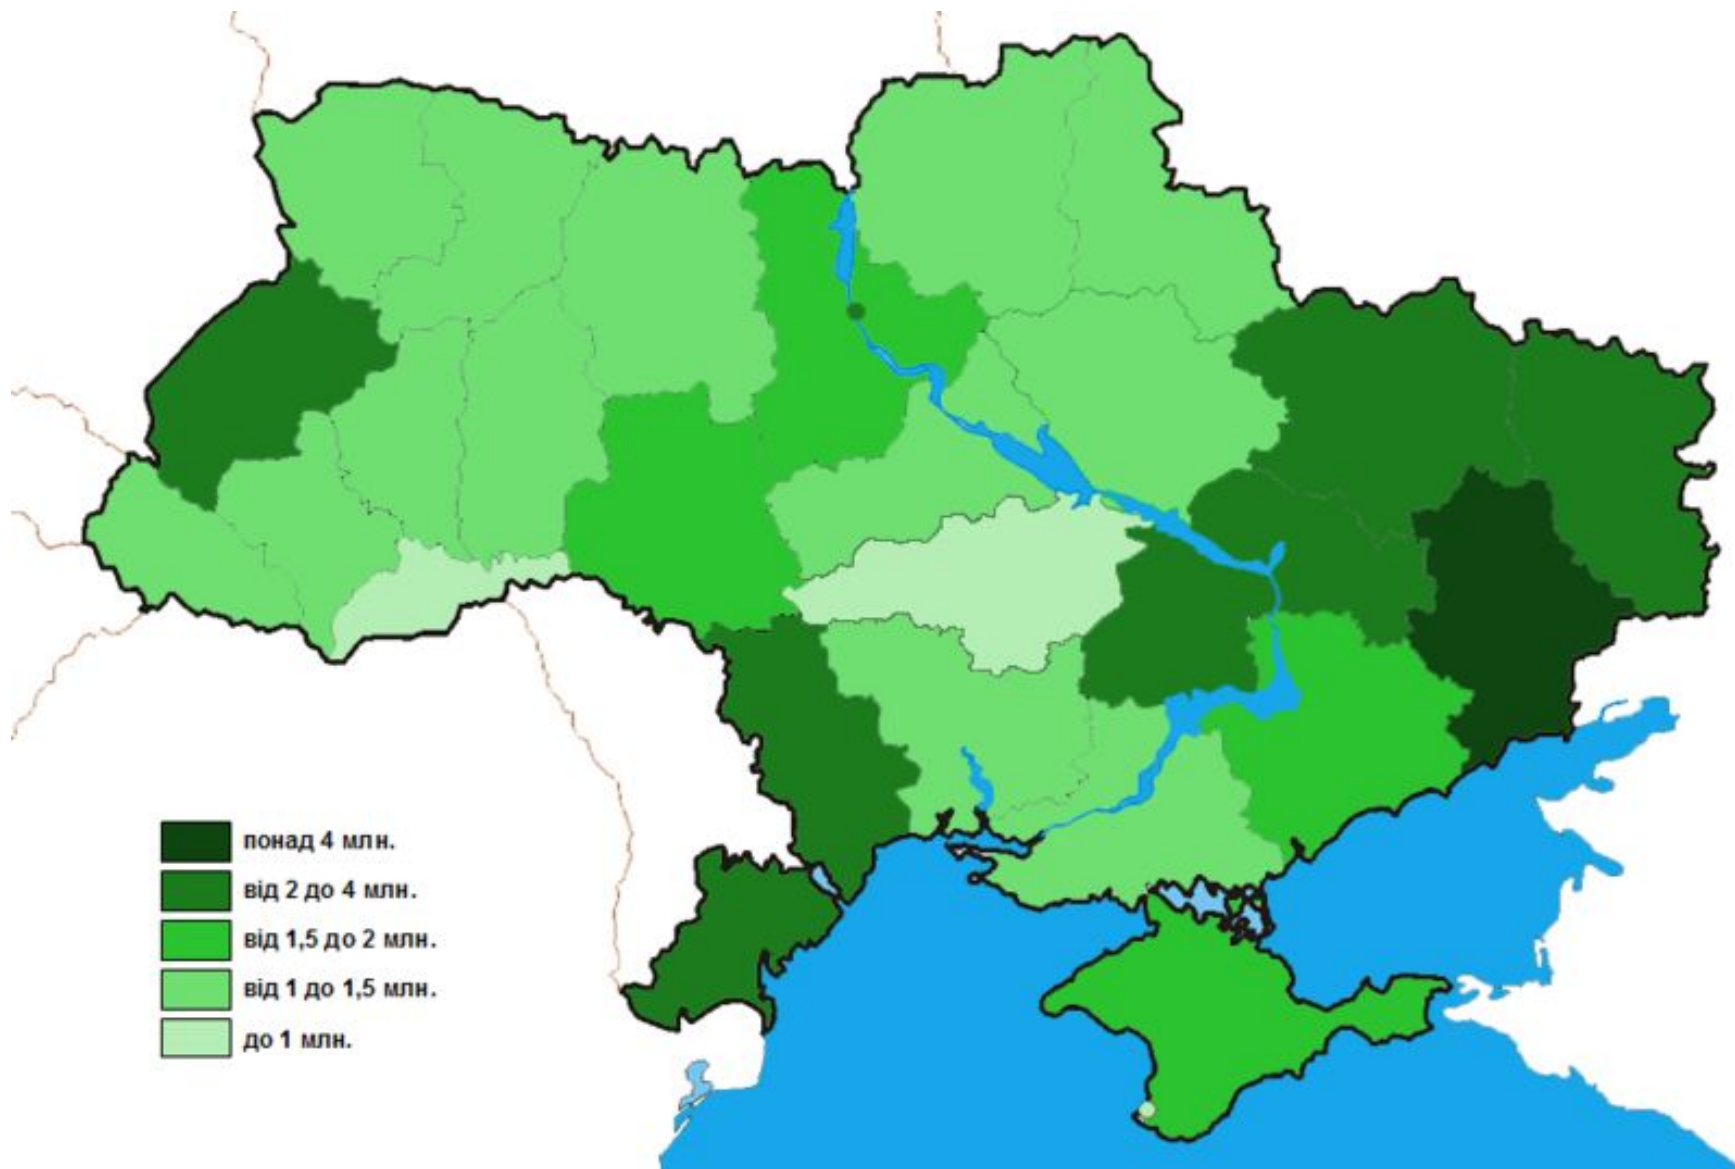 понад 4 млн.
від 2 до 4 млн.
від 1,5 до 2 млн.
від 1 до 1,5 млн.
до 1 млн.